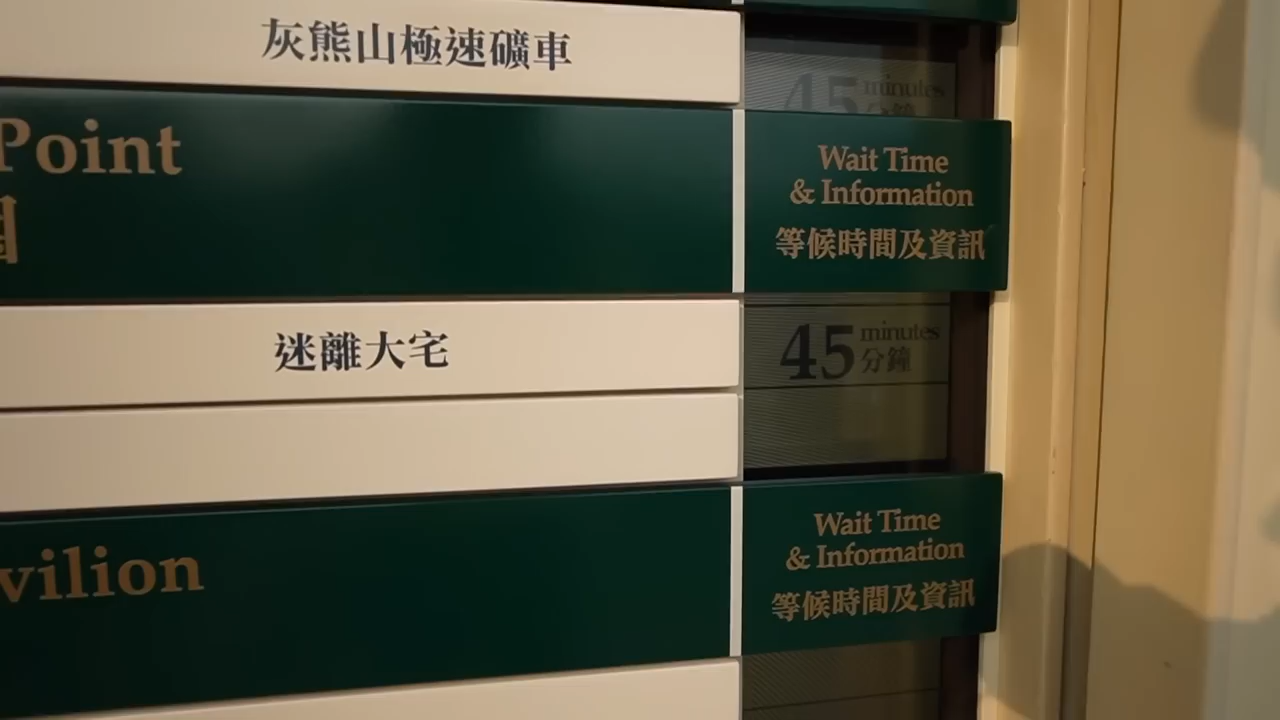 灰熊山極速礦車
45 minutes
分鐘
Point
Wait Time
& Information
等候時間及資訊
迷離大宅
45 minutes
分鐘
vilion
Wait Time
& Information
等候時間及資訊